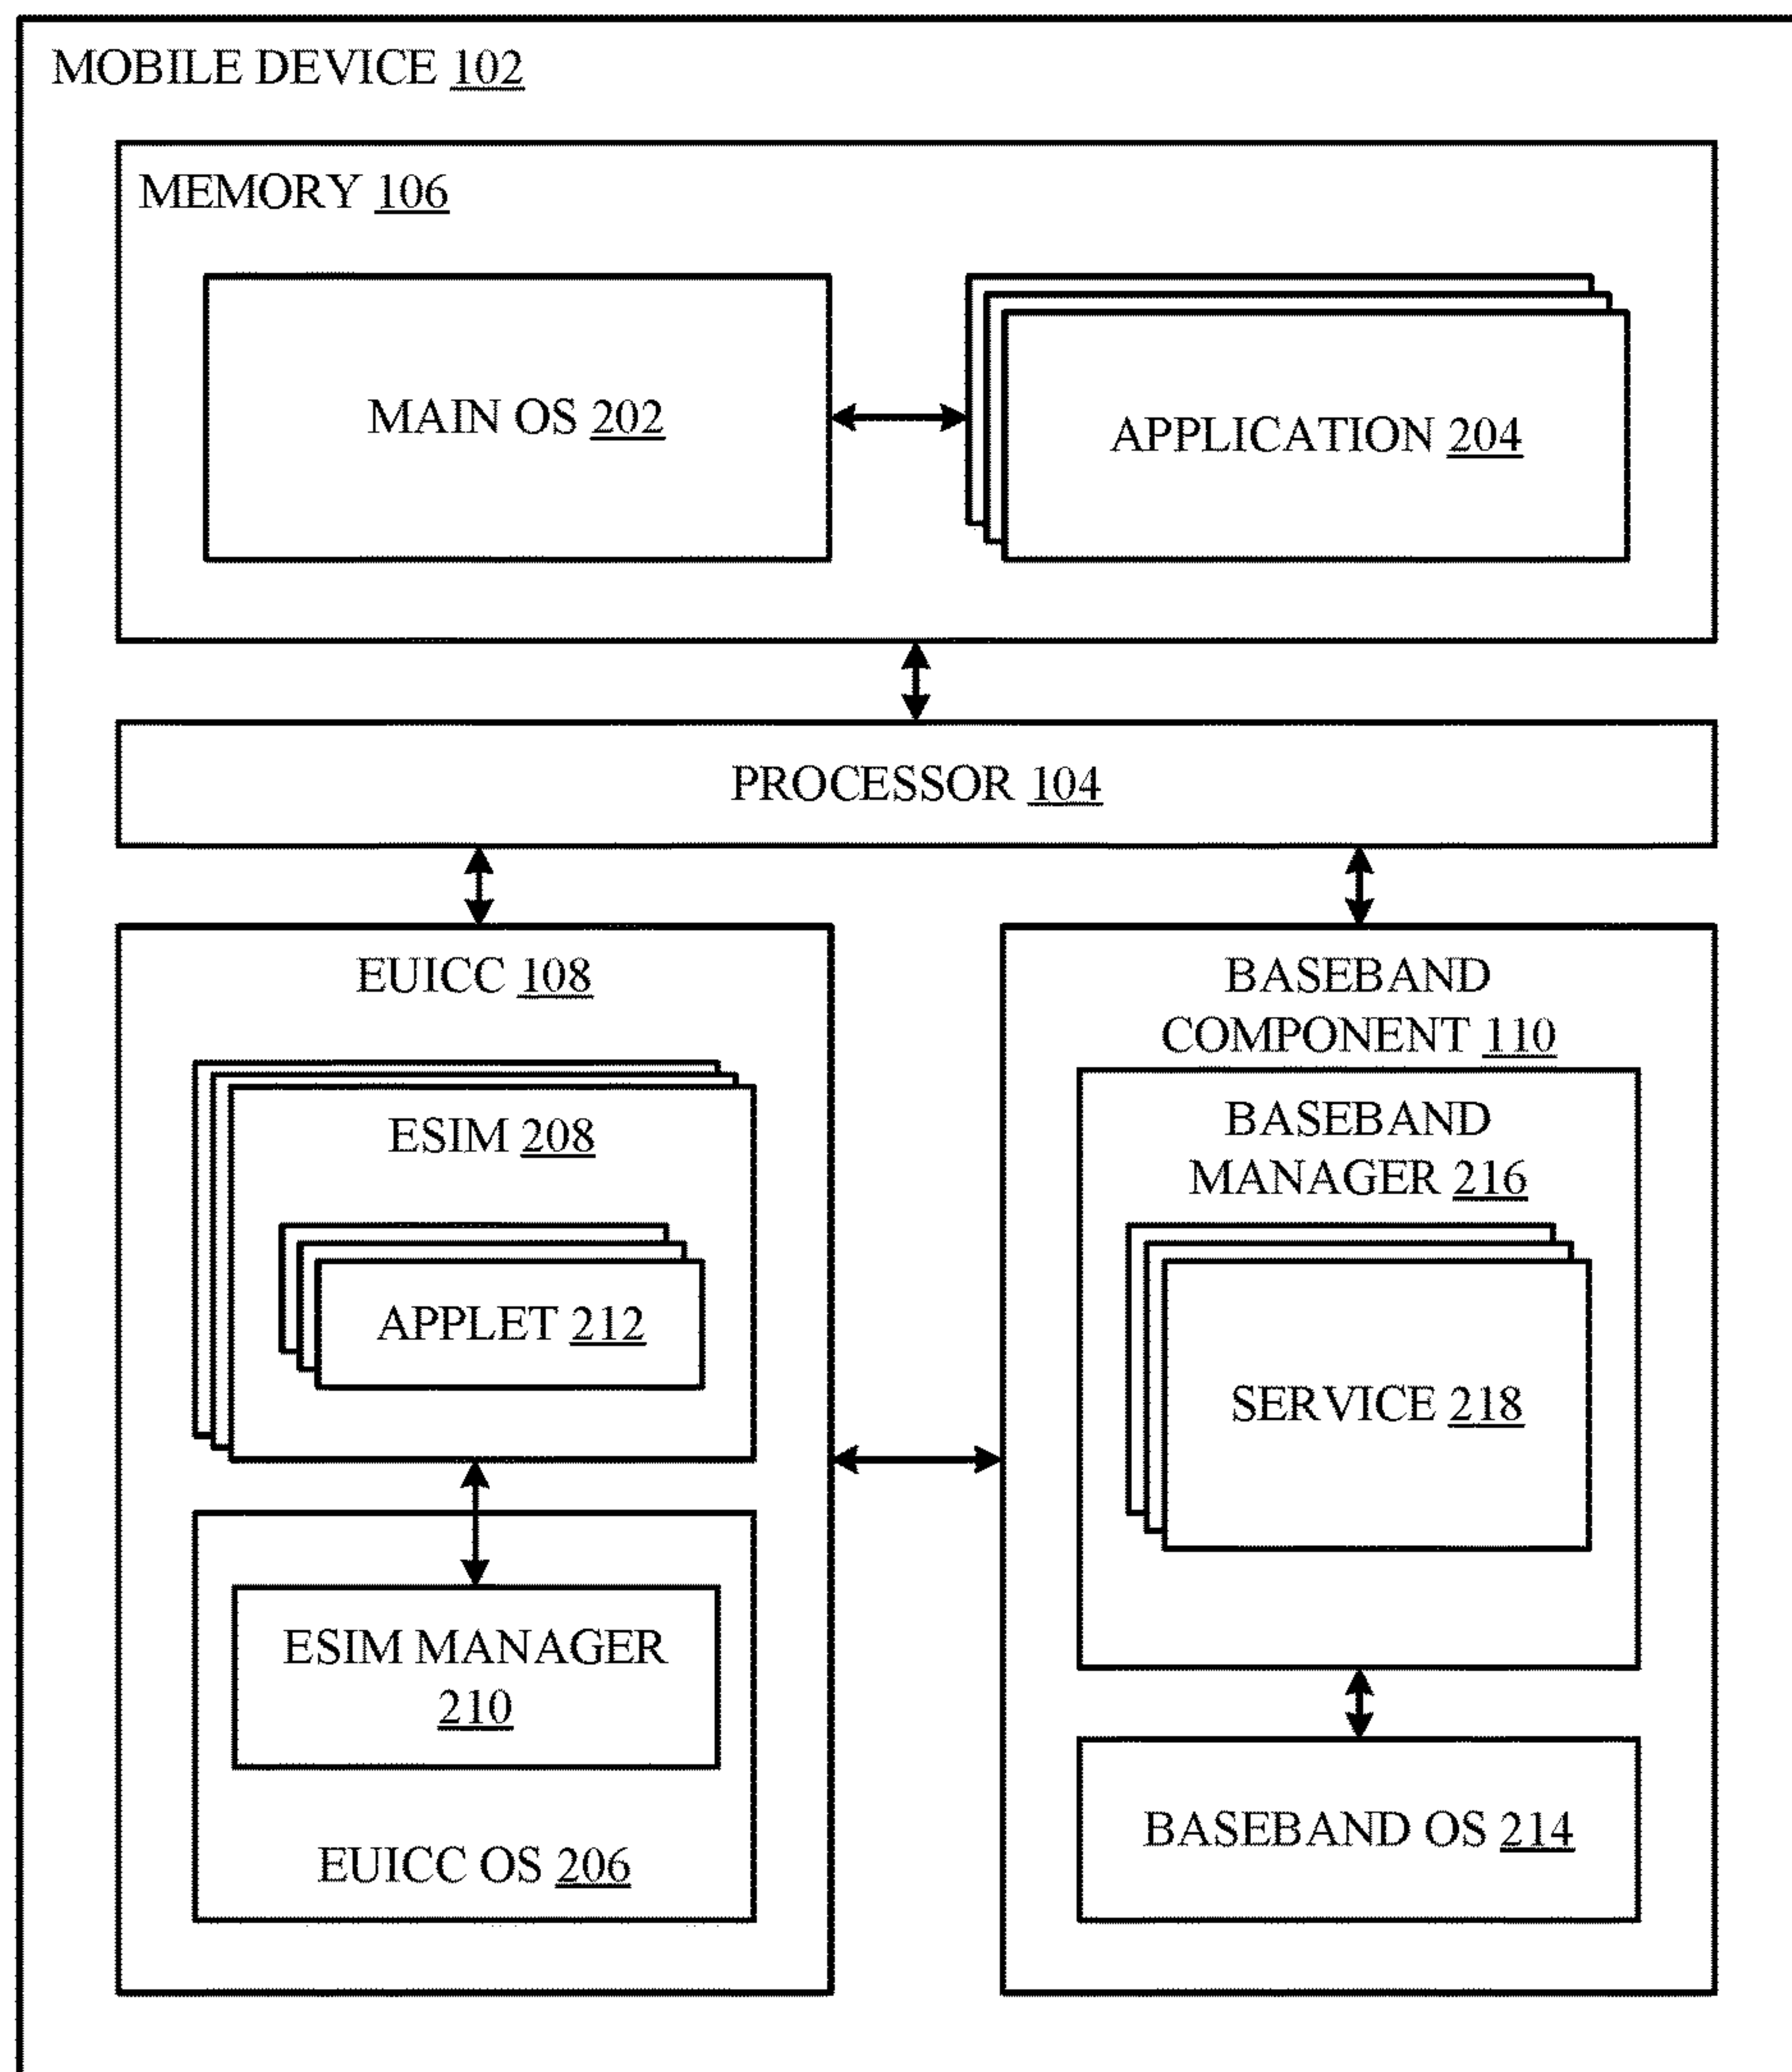 MOBILE DEVICE 102
MEMORY 106
MAIN OS 202
APPLICATION 204
PROCESSOR 104
EUICC 108
ESIM 208
APPLET 212
ESIM MANAGER
210
EUICC OS 206
BASEBAND
COMPONENT 110
BASEBAND
MANAGER 216
SERVICE 218
BASEBAND OS 214